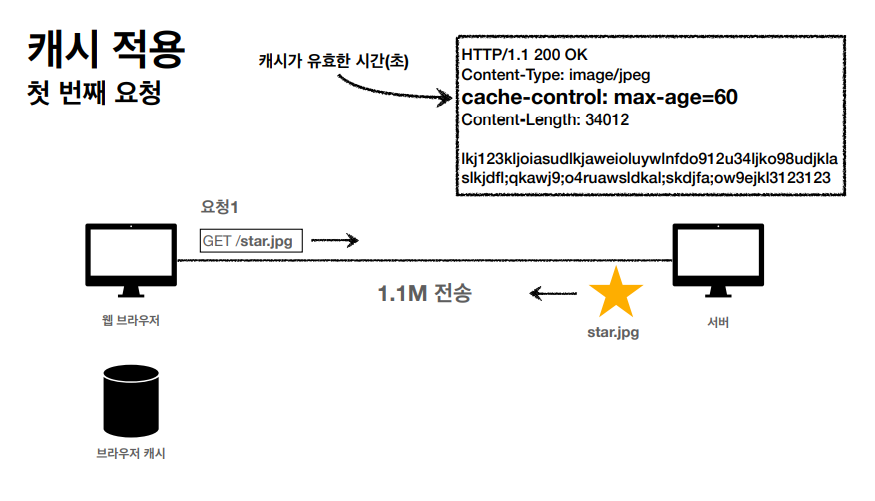 캐시 적용
첫 번째 요청
캐시가 유효한 시간(초)
HTTP/1.1 200 OK
Content-Type: image/jpeg
cache-control: max-age=60
Content-Length: 34012
lkj123kljoiasudlkjaweioluywlnfdo912u34ljko98udjkla
slkjdfl;qkawj9;o4ruawsldkal;skdjfa;ow9ejkl3123123
요청1
GET /star.jpg
1.1M 전송
star.jpg
웹 브라우저
서버
브라우저 캐시